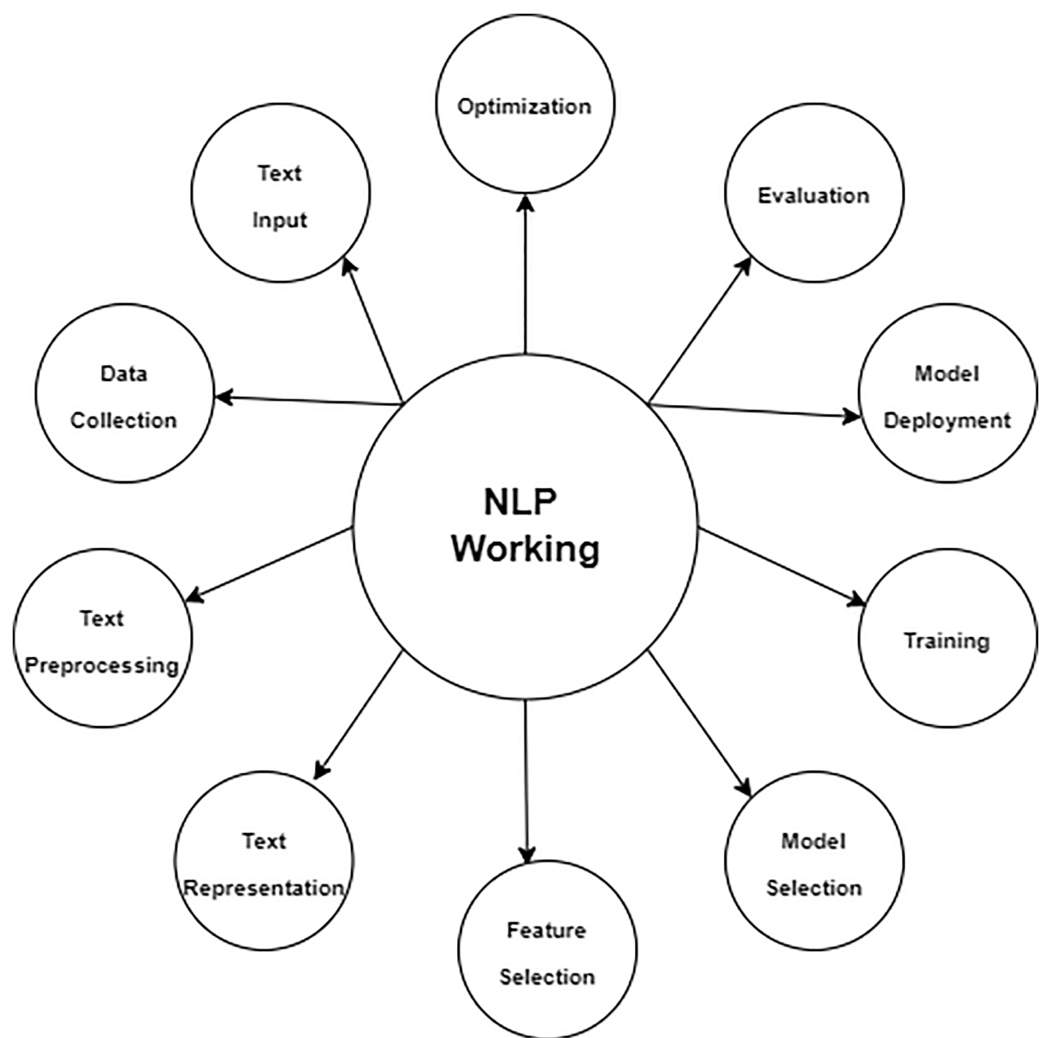 Optimization
Text
Input
Evaluation
Data
Collection
Model
Deployment
NLP
Working
Text
Preprocessing
Training
Text
Representation
Model
Selection
Feature
Selection